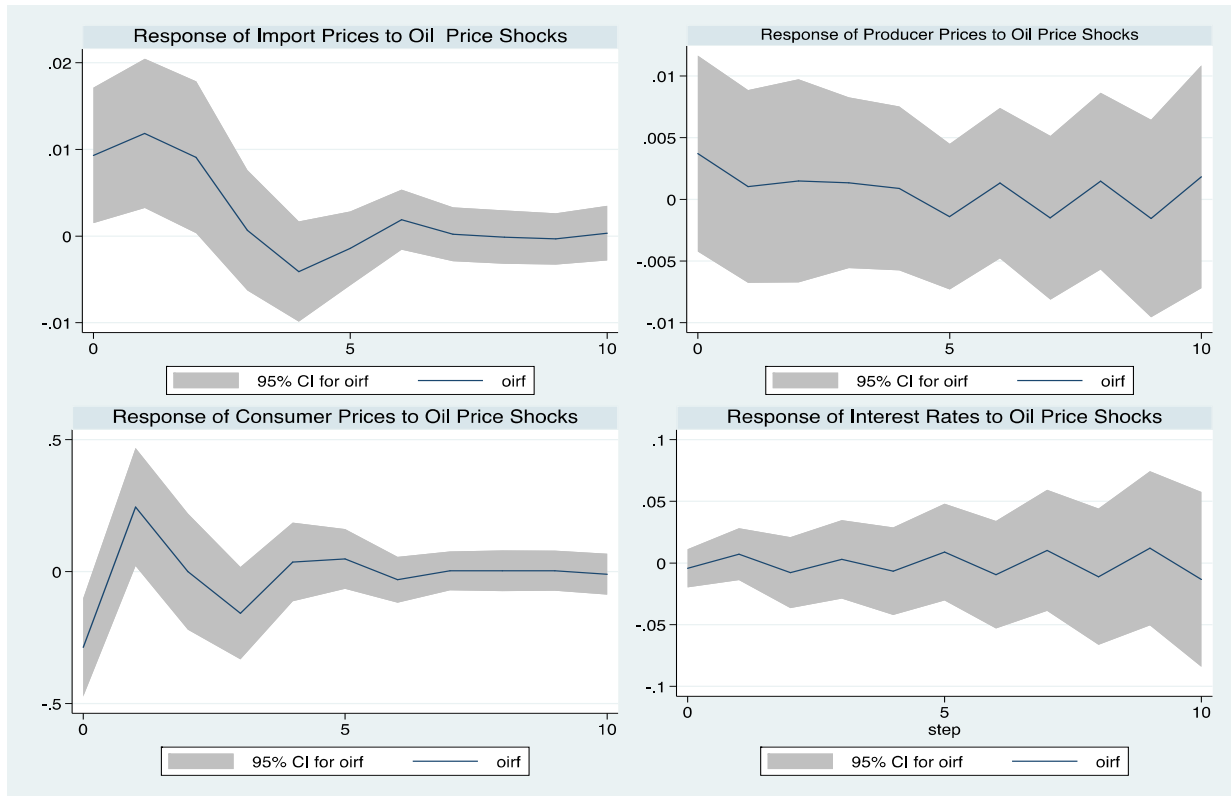 Response of Import Prices to Oil  Price Shocks
.02
.01
0
-.01
0
5
10
95% CI for oirf
oirf
Response of Producer Prices to Oil Price Shocks
.01
.005
0
-.005
-.01
0
5
10
95% CI for oirf
oirf
Response of Consumer Prices to Oil Price Shocks
.5
0
-.5
0
5
10
95% CI for oirf
oirf
Response of Interest Rates to Oil Price Shocks
.1
.05
0
-.05
-.1
0
5
10
step
95% CI for oirf
oirf